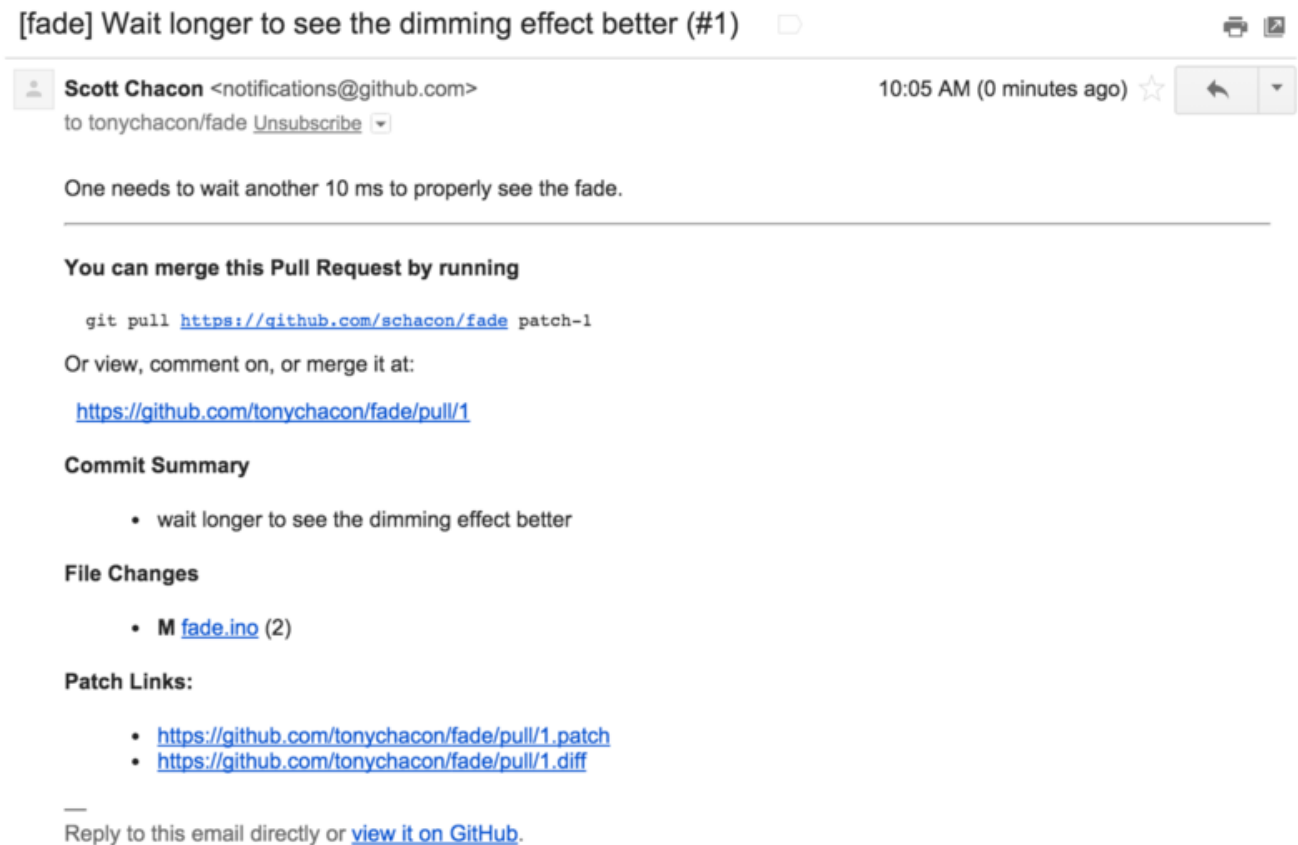 [fade] Wait longer to see the dimming effect better (#1)
Scott Chacon <notifications@github.com>
10:05 AM (0 minutes ago)
to tonychacon/fade Unsubscribe
One needs to wait another 10 ms to properly see the fade.
You can merge this Pull Request by running
git pull https://github.com/schacon/fade patch-1
Or view, comment on, or merge it at:
https://github.com/tonychacon/fade/pull/1
Commit Summary
• wait longer to see the dimming effect better
File Changes
• M fade.ino (2)
Patch Links:
• https://github.com/tonychacon/fade/pull/1.patch
• https://github.com/tonychacon/fade/pull/1.diff
—
Reply to this email directly or view it on GitHub.